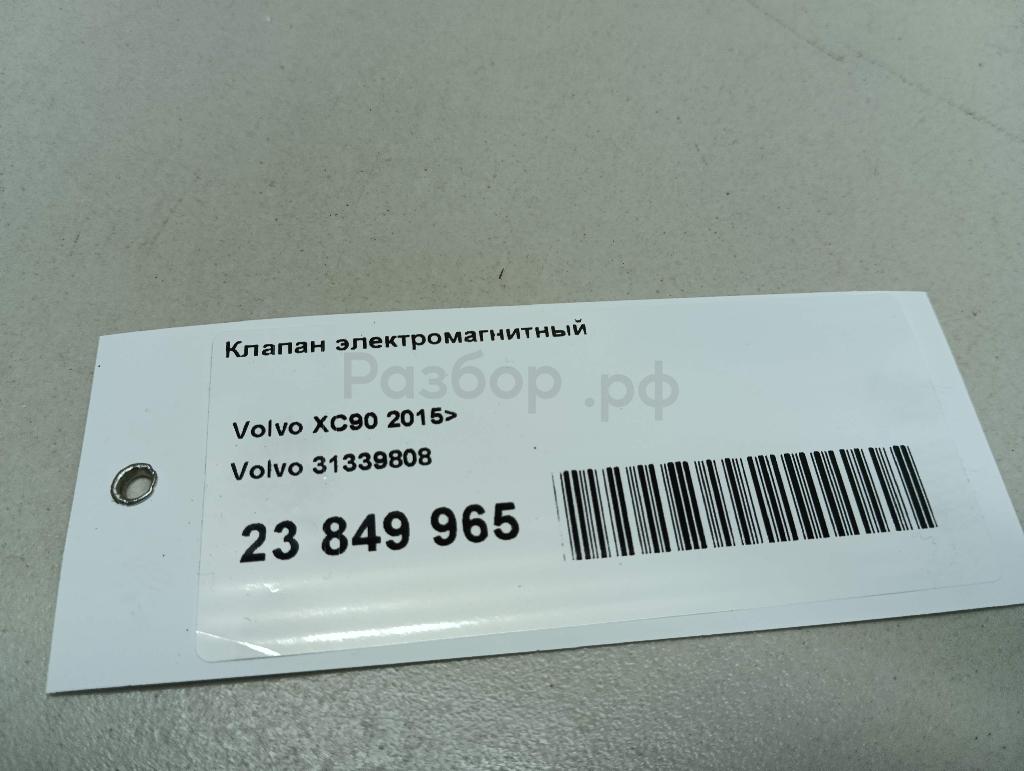 Клапан электромагнитный
Разбор.рф
Volvo XC90 2015>
Volvo 31339808
23 849 965